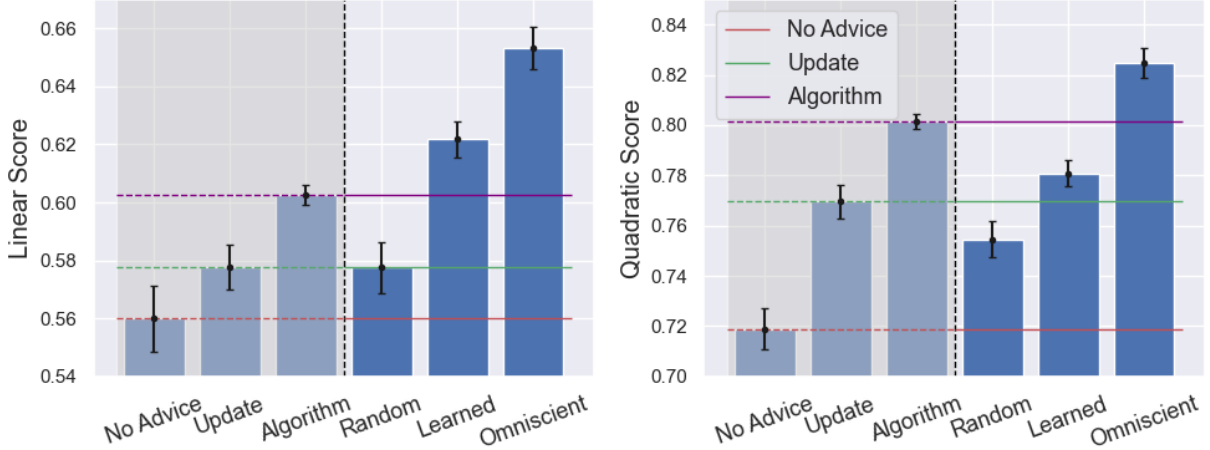 Linear Score
0.66
0.64
0.62
0.60
0.58
0.56
0.54
No Advice
Update
Algorithm
Random
Learned
Omniscient
Quadratic Score
0.84
0.82
0.80
0.78
0.76
0.74
0.72
0.70
No Advice
Update
Algorithm
No Advice
Update
Algorithm
Random
Learned
Omniscient